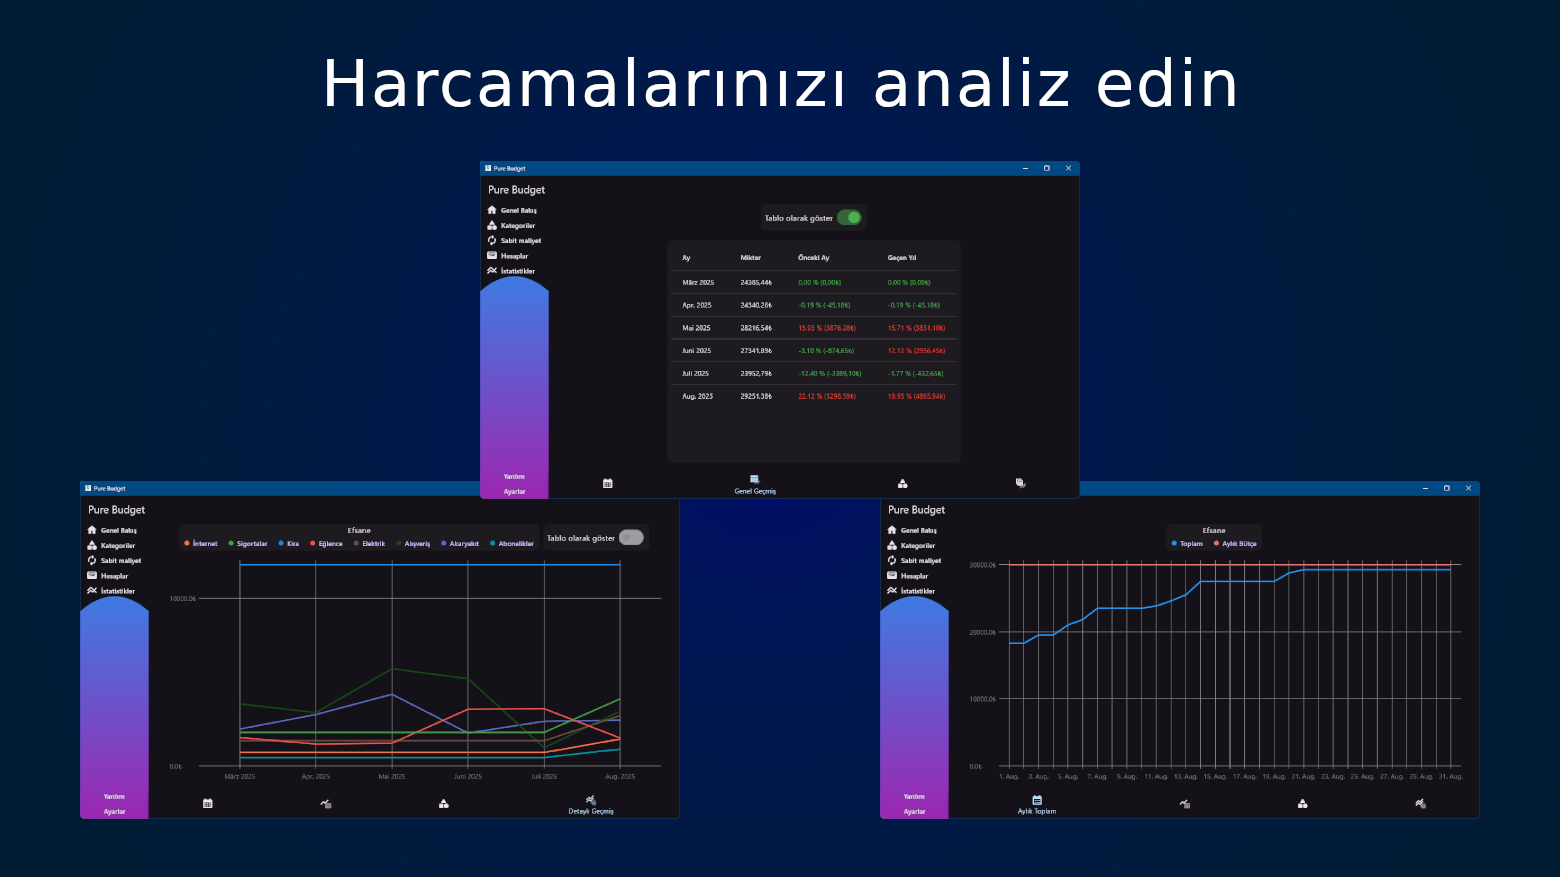 Harcamalarınızı analiz edin
Pure Budget
Pure Budget
Genel Bakış
Kategoriler
Sabit maliyet
Hesaplar
İstatistikler
Yardım
Ayarlar
Tablo olarak göster
Ay Miktar Önceki Ay Geçen Yıl
März 2025 24385,44₺ 0,00 % (0,00₺) 0.00 % (0,00₺)
Apr. 2025 24340,26₺ -0,19 % (-45,18₺) -0.19 % (-45,18₺)
Mai 2025 28216,54₺ 15.93 % (3876.28₺) 15.71 % (3831,10₺)
Juni 2025 27341,89₺ -3,10 % (-874,65₺) 12,12 % (2956,45₺)
Juli 2025 23952,79₺ -12,40 % (-3389,10₺) -1.77 % (-432,65₺)
Aug. 2025 29251,38₺ 22,12 % (5298,59₺) 19.95 % (4865,94₺)
Genel Geçmiş
Pure Budget
Pure Budget
Genel Bakış
Kategoriler
Sabit maliyet
Hesaplar
İstatistikler
Yardım
Ayarlar
Efsane
İnternet Sigortalar Kira Eğlence Elektrik Alışveriş Akaryakıt Abonelikler
Tablo olarak göster
10000.0₺
0.0₺
März 2025 Apr. 2025 Mai 2025 Juni 2025 Juli 2025 Aug. 2025
Detaylı Geçmiş
Pure Budget
Genel Bakış
Kategoriler
Sabit maliyet
Hesaplar
İstatistikler
Yardım
Ayarlar
Efsane
Toplam Aylık Bütçe
30000.0₺
20000.0₺
10000.0₺
0.0₺
1. Aug. 3. Aug. 5. Aug. 7. Aug. 9. Aug. 11. Aug. 13. Aug. 15. Aug. 17. Aug. 19. Aug. 21. Aug. 23. Aug. 25. Aug. 27. Aug. 29. Aug. 31. Aug.
Aylık Toplam